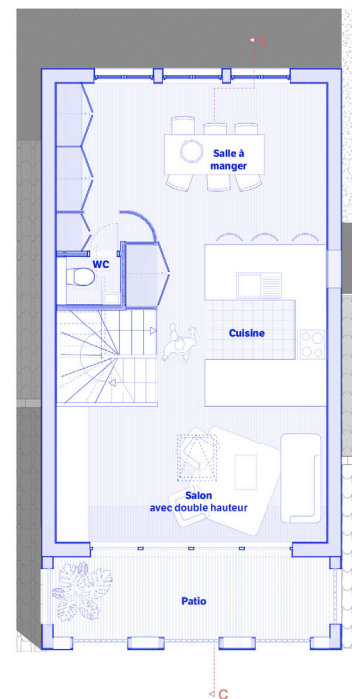 C
Salle à
manger
WC
Cuisine
Salon
avec double hauteur
Patio
C